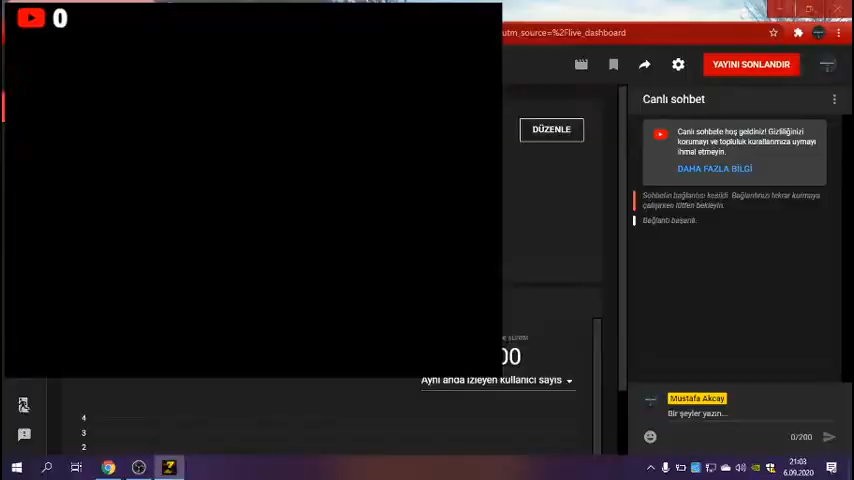 0
utm_source=%2Flive_dashboard
YAYINI SONLANDIR
Canlı sohbet
DÜZENLE
Canlı sohbete hoş geldiniz! Gizliliğinizi
korumayı ve topluluk kurallarımıza uymayı
ihmal etmeyin.
DAHA FAZLA BİLGİ
Sohbetin bağlantısı kesildi. Bağlantınızı tekrar kurmaya
çalışırken lütfen bekleyin.
Bağlantı başarılı.
00
Aynı anda izleyen kullanıcı sayıs
4
3
2
Mustafa Akcay
Bir şeyler yazın...
0/200
21:03
6.09.2020